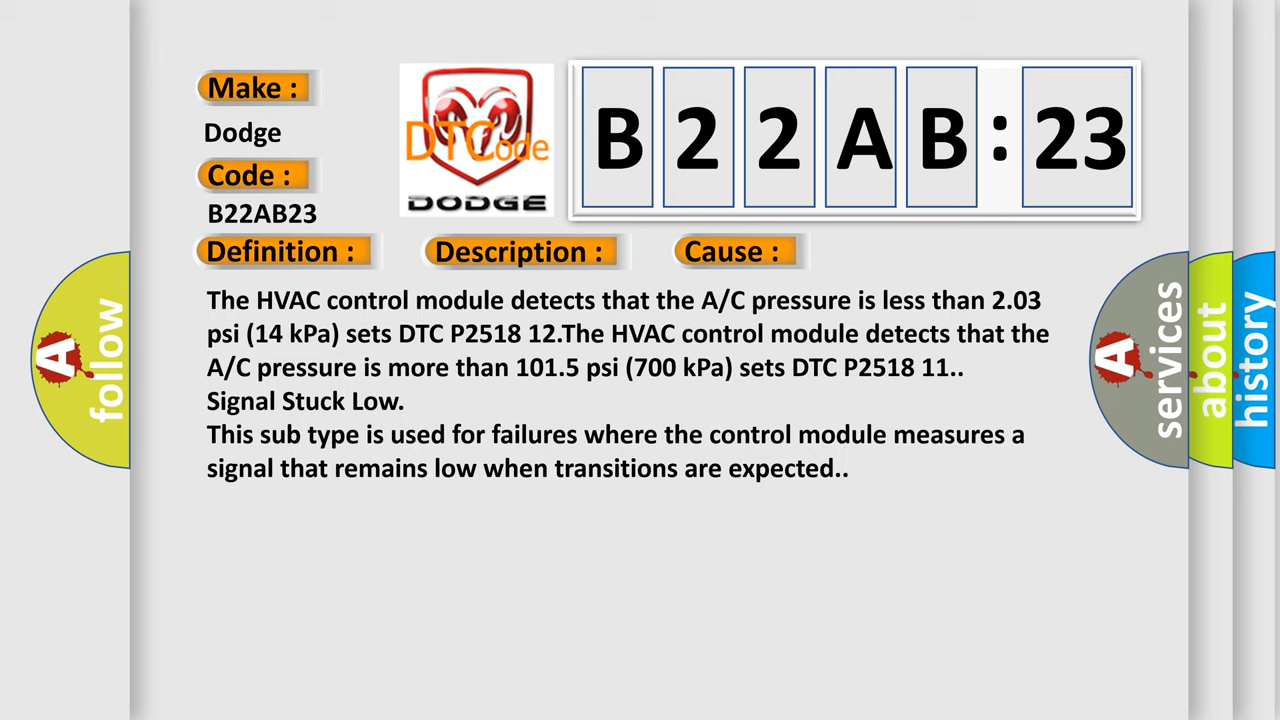 Make :
Dodge
Code :
B22AB23
DTCode
DODGE
B22AB:23
Definition :
Description :
Cause :
The HVAC control module detects that the A/C pressure is less than 2.03
psi (14 kPa) sets DTC P2518 12.The HVAC control module detects that the
A/C pressure is more than 101.5 psi (700 kPa) sets DTC P2518 11..
Signal Stuck Low.
This sub type is used for failures where the control module measures a
signal that remains low when transitions are expected..
A follow
A services
about
history